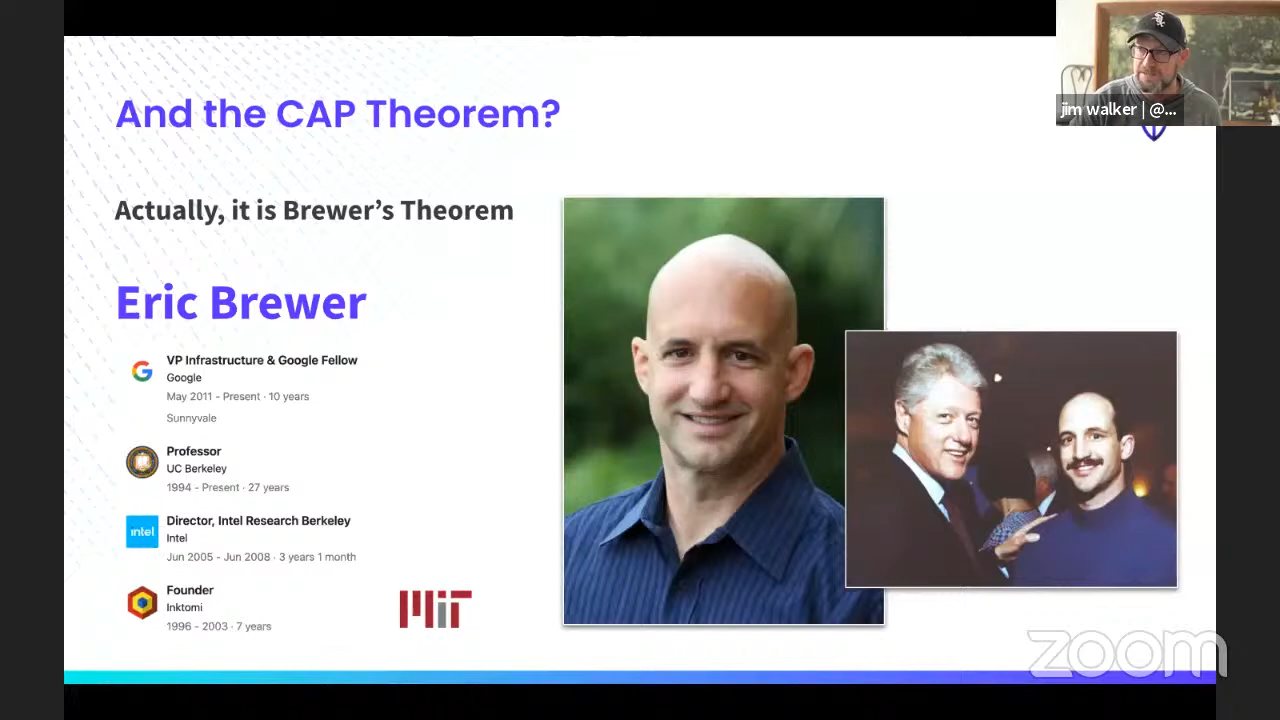 And the CAP Theorem?
jim walker | @...
Actually, it is Brewer's Theorem
Eric Brewer
VP Infrastructure & Google Fellow
Google
May 2011 - Present · 10 years
Sunnyvale
Professor
UC Berkeley
1994 - Present · 27 years
intel
Director, Intel Research Berkeley
Intel
Jun 2005 - Jun 2008 · 3 years 1 month
Founder
Inktomi
1996 - 2003 · 7 years
MIT
zoom